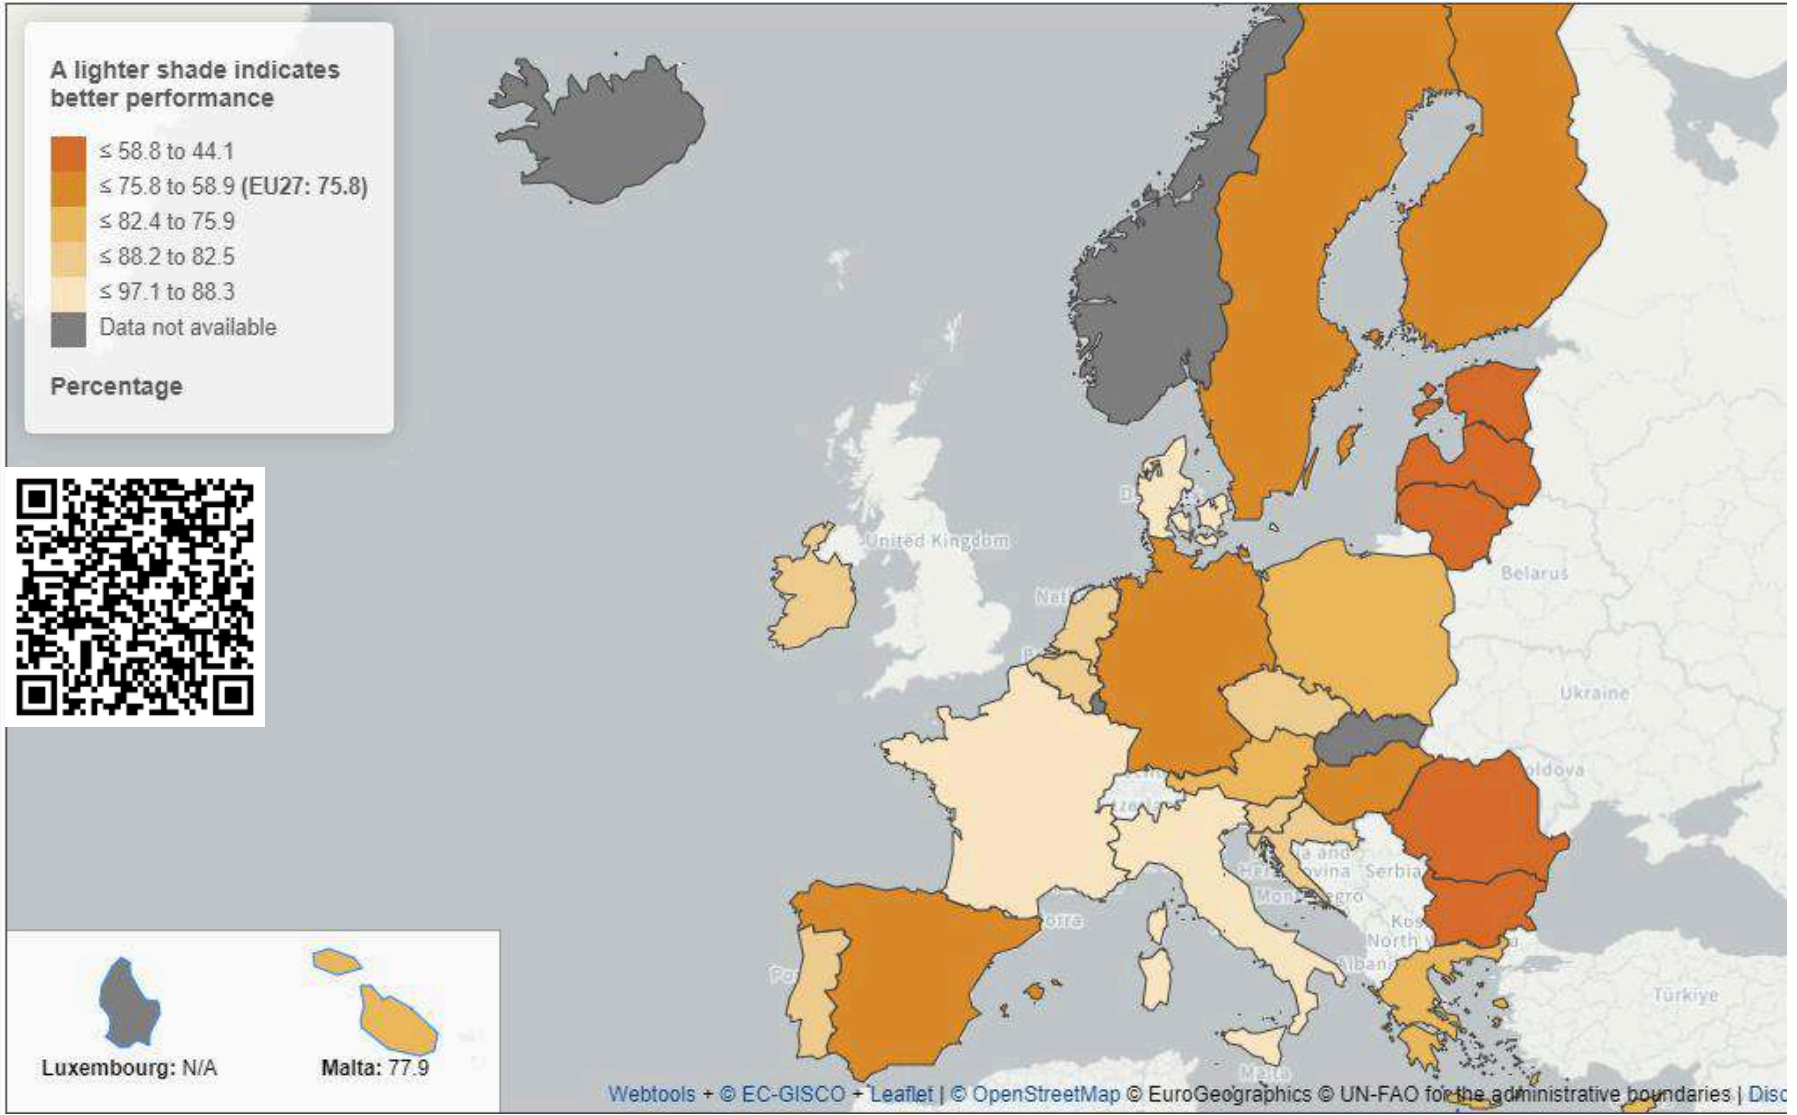 A lighter shade indicates
better performance
≤ 58.8 to 44.1
≤ 75.8 to 58.9 (EU27: 75.8)
≤ 82.4 to 75.9
≤ 88.2 to 82.5
≤ 97.1 to 88.3
Data not available
Percentage
United Kingdom
Belarus
Ukraine
oldova
Serbia
Türkiye
Malta
Luxembourg: N/A
Malta: 77.9
Webtools + © EC-GISCO + Leaflet | © OpenStreetMap © EuroGeographics © UN-FAO for the administrative boundaries | Disc